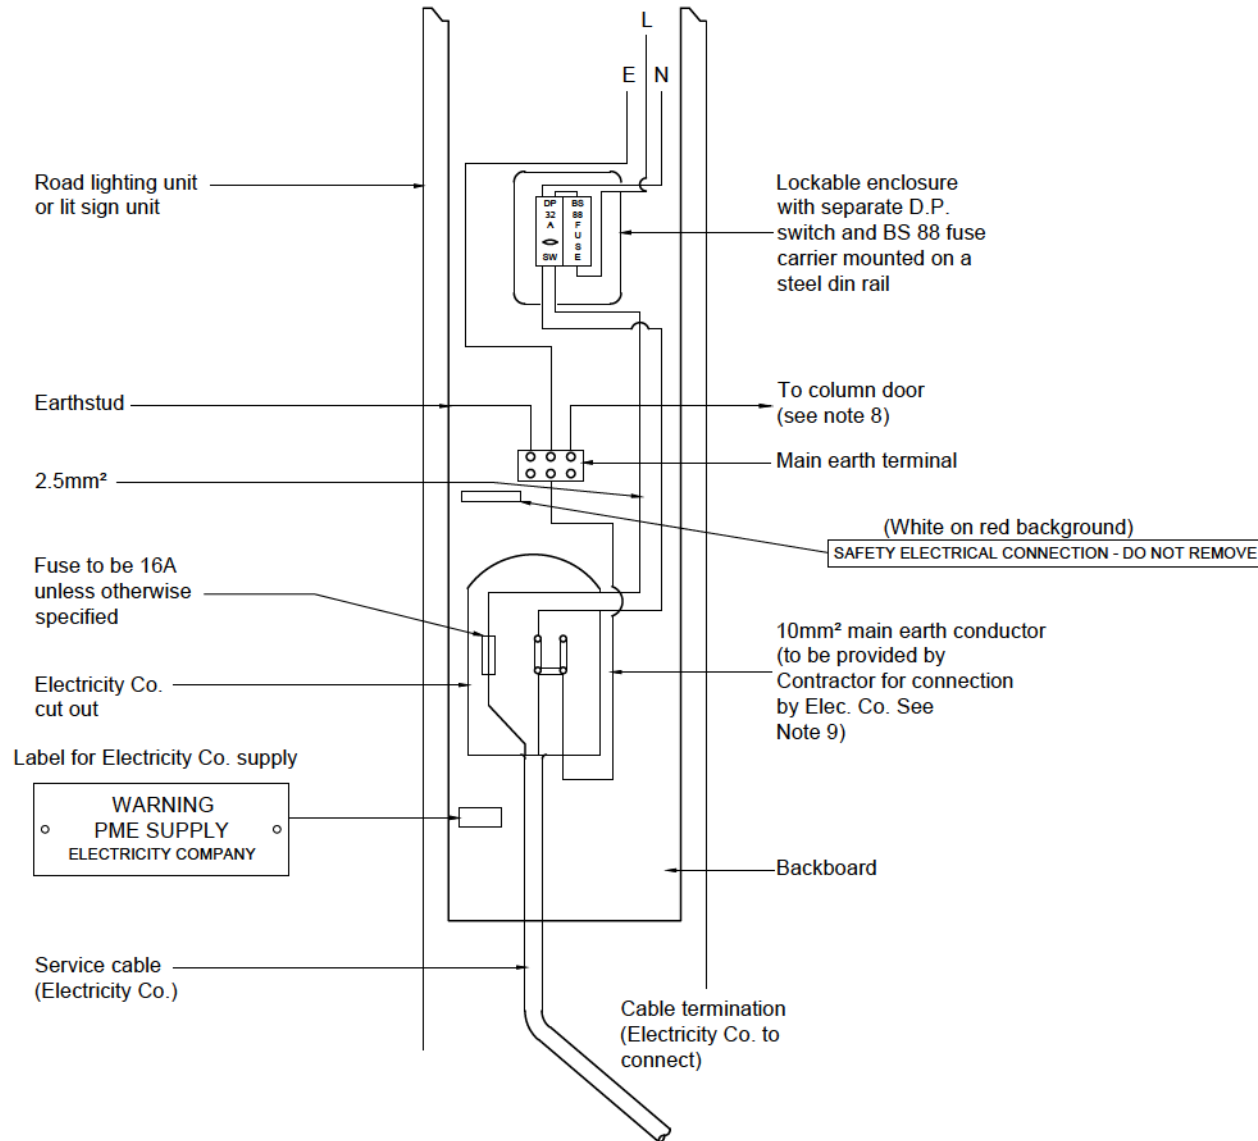 L
E N
Road lighting unit
or lit sign unit
DP
32
A
SW
BS
88
F
U
S
E
Lockable enclosure
with separate D.P.
switch and BS 88 fuse
carrier mounted on a
steel din rail
Earthstud
To column door
(see note 8)
Main earth terminal
2.5mm²
(White on red background)
SAFETY ELECTRICAL CONNECTION - DO NOT REMOVE
Fuse to be 16A
unless otherwise
specified
10mm² main earth conductor
(to be provided by
Contractor for connection
by Elec. Co. See
Note 9)
Electricity Co.
cut out
Label for Electricity Co. supply
WARNING
PME SUPPLY
ELECTRICITY COMPANY
Backboard
Service cable
(Electricity Co.)
Cable termination
(Electricity Co. to
connect)